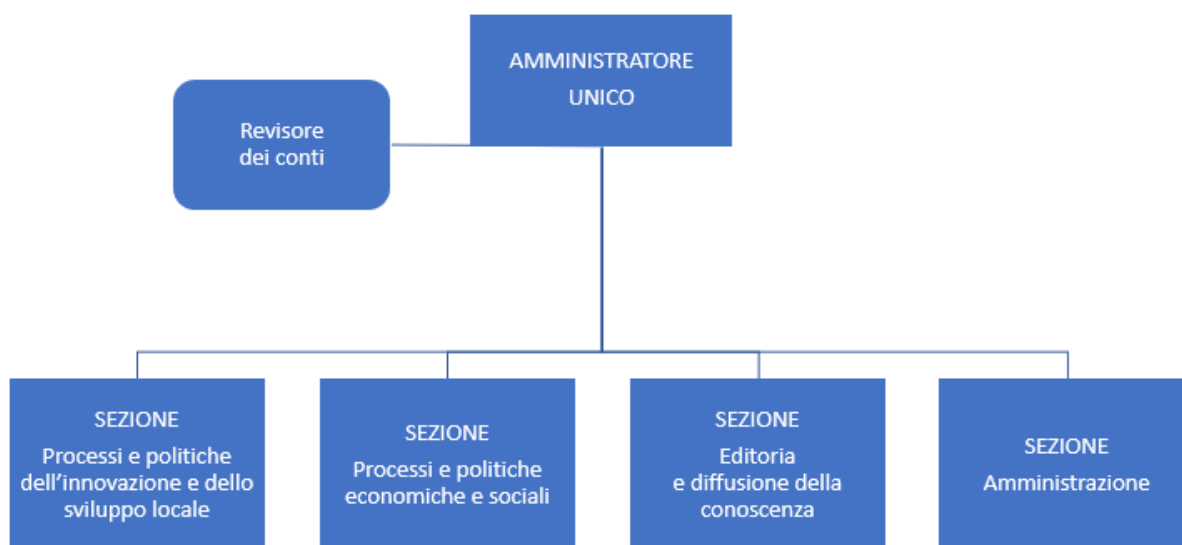 AMMINISTRATORE
UNICO
Revisore
dei conti
SEZIONE
Processi e politiche
dell’innovazione e dello
sviluppo locale
SEZIONE
Processi e politiche
economiche e sociali
SEZIONE
Editoria
e diffusione della
conoscenza
SEZIONE
Amministrazione